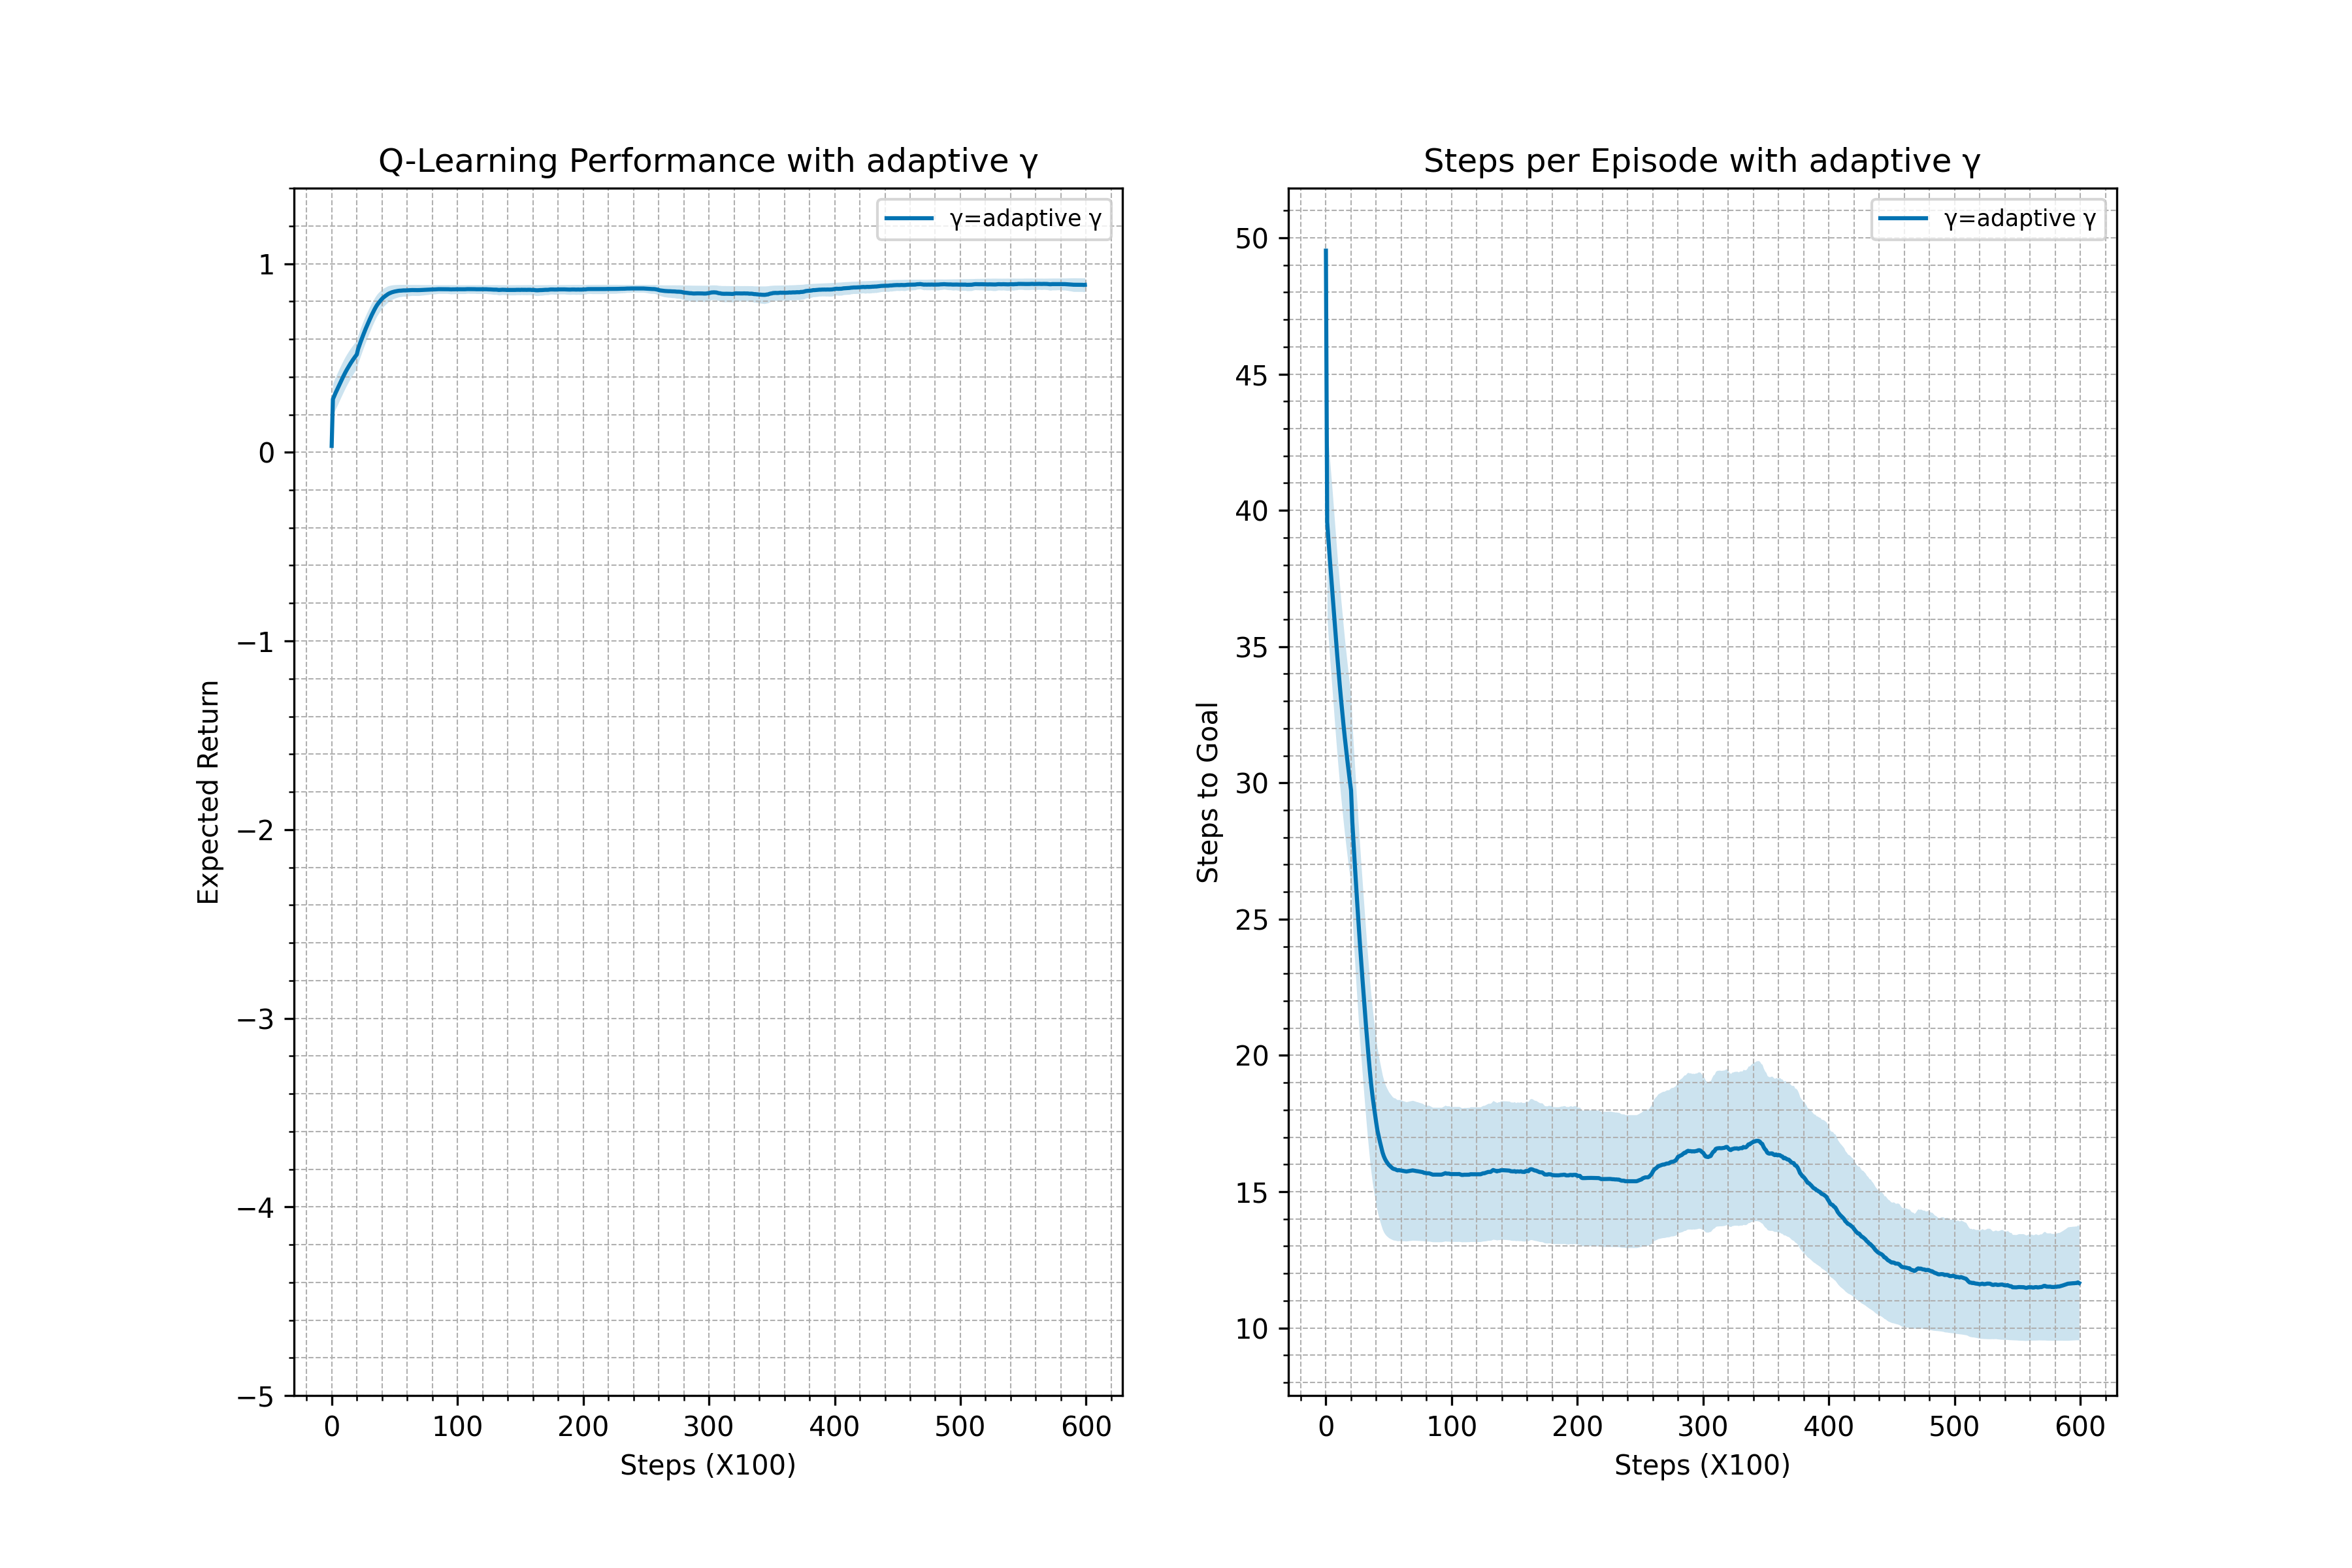 Q-Learning Performance with adaptive γ
γ=adaptive γ
1
0
−1
−2
−3
−4
−5
Expected Return
0 100 200 300 400 500 600
Steps (X100)
Steps per Episode with adaptive γ
γ=adaptive γ
50
45
40
35
30
25
20
15
10
Steps to Goal
0 100 200 300 400 500 600
Steps (X100)